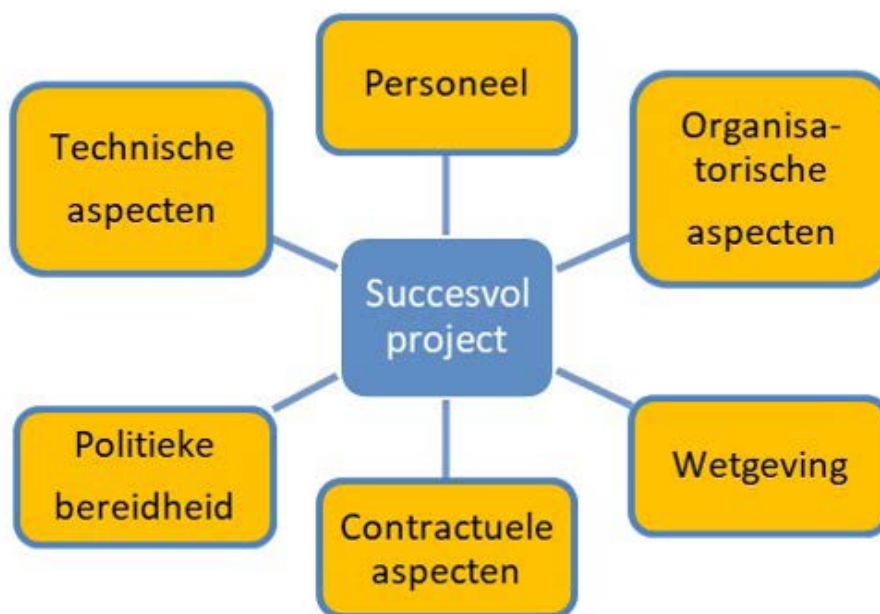 Personeel
Technische
aspecten
Organisa-
torische
aspecten
Succesvol
project
Politieke
bereidheid
Contractuele
aspecten
Wetgeving